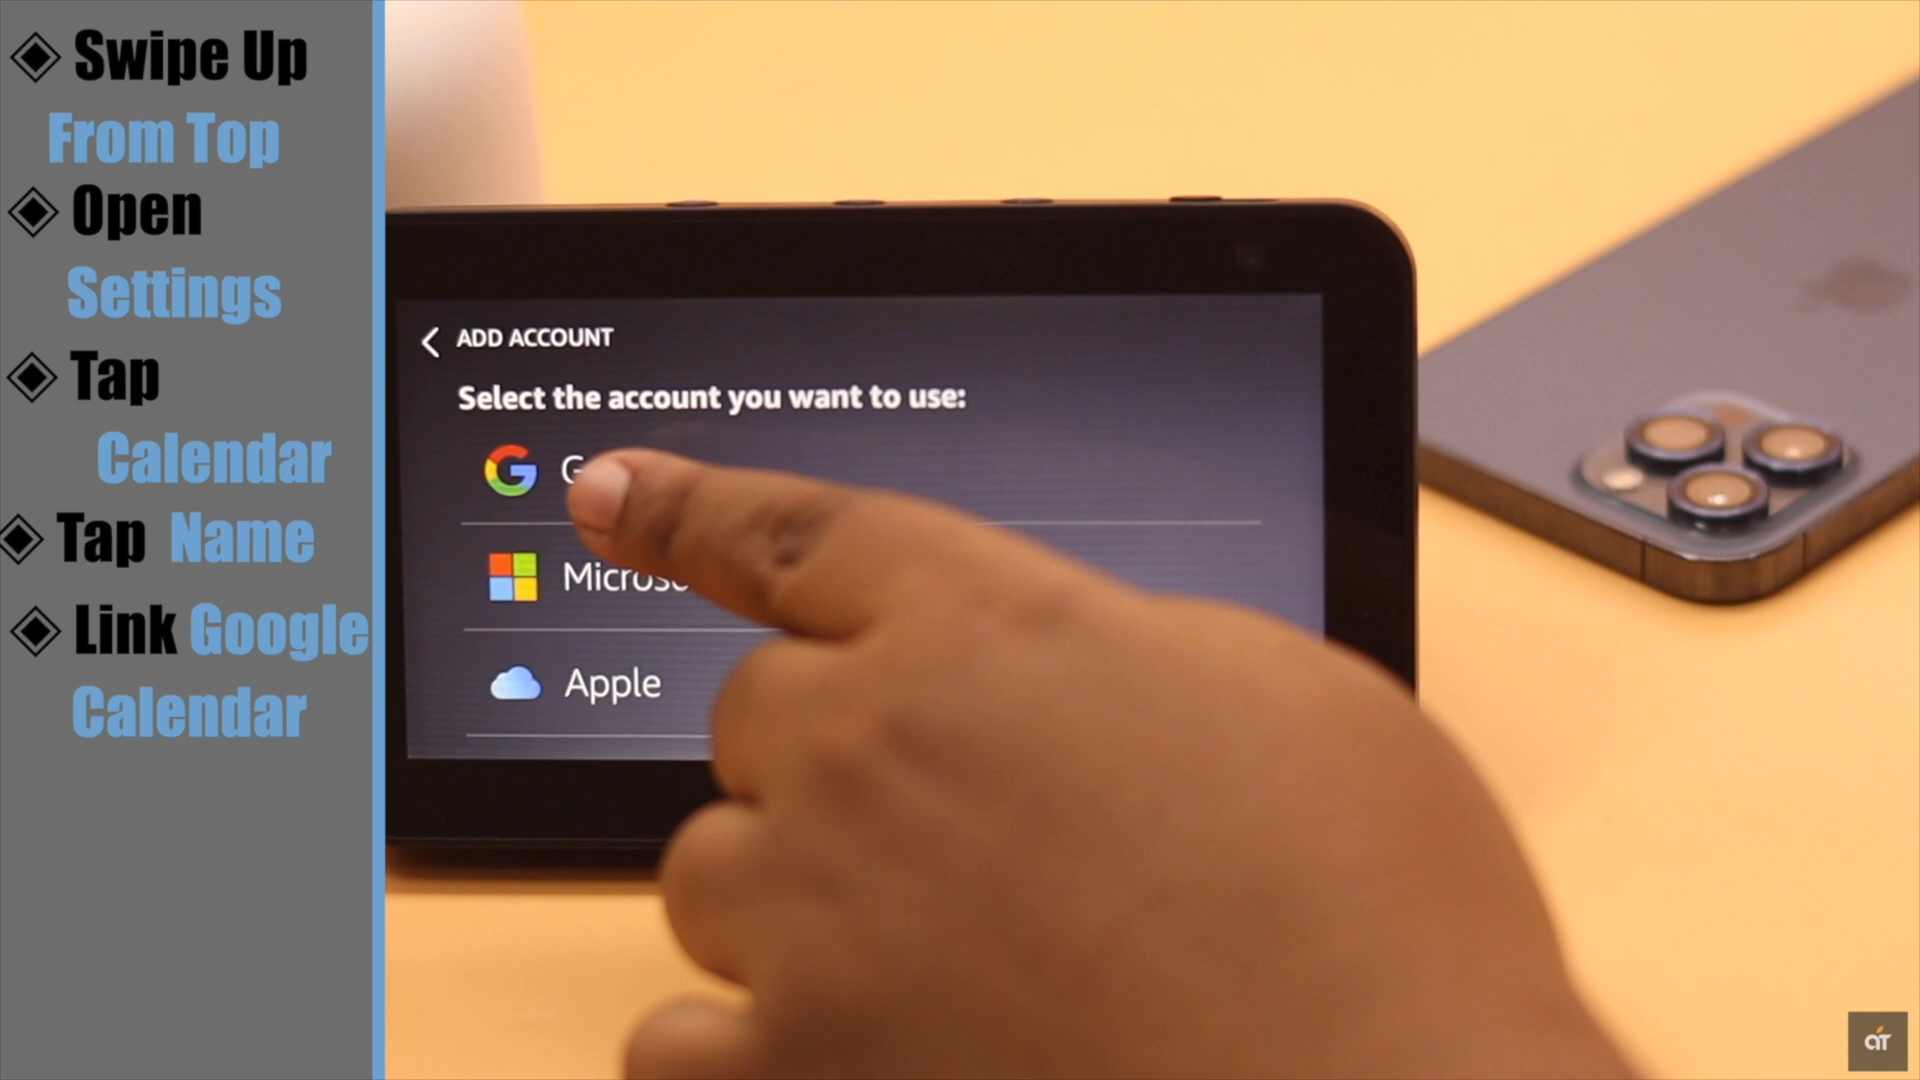 Swipe Up
From Top
Open
Settings
Tap
Calendar
Tap Name
Link Google
Calendar
ADD ACCOUNT
Select the account you want to use:
Apple
aT